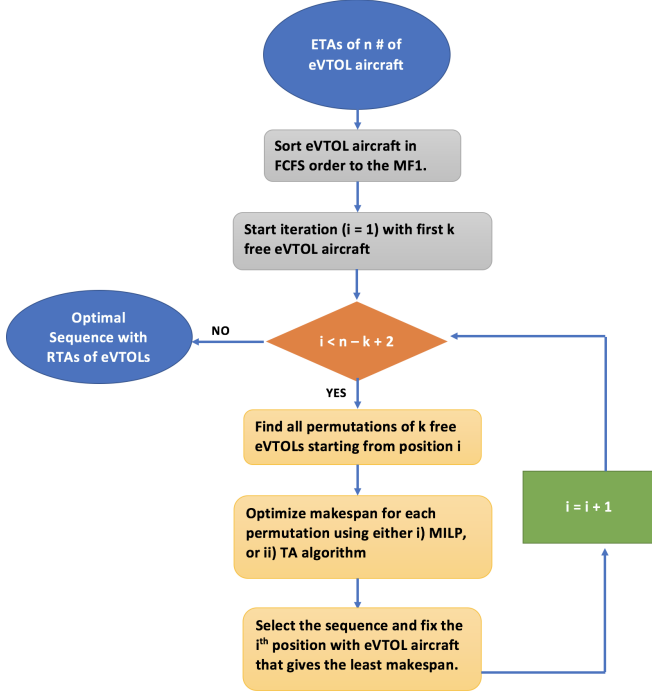 ETAs of n # of
eVTOL aircraft
Sort eVTOL aircraft in
FCFS order to the MF1.
Start iteration (i = 1) with first k
free eVTOL aircraft
Optimal
Sequence with
RTAs of eVTOLs
NO
i < n – k + 2
YES
Find all permutations of k free
eVTOLs starting from position i
Optimize makespan for each
permutation using either i) MILP,
or ii) TA algorithm
i = i + 1
Select the sequence and fix the
ith position with eVTOL aircraft
that gives the least makespan.